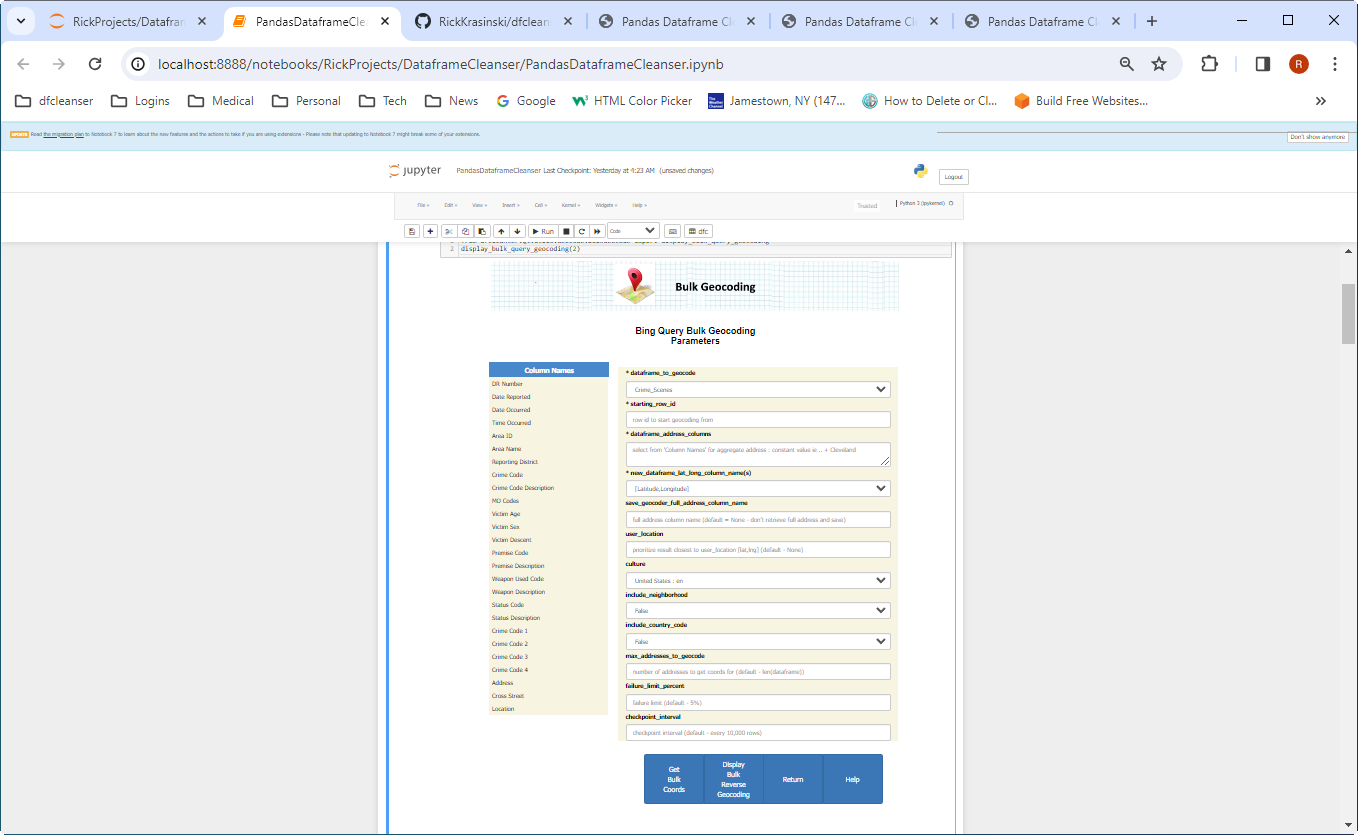 RickProjects/Datafran
PandasDataframeCle
RickKrasinski/dfclean
Pandas Dataframe Cl
Pandas Dataframe Cl
Pandas Dataframe Cl
localhost:8888/notebooks/RickProjects/DataframeCleanser/PandasDataframeCleanser.ipynb
R
dfcleanser
Logins
Medical
Personal
Tech
News
Google
HTML Color Picker
Jamestown, NY (147...
How to Delete or Cl...
Build Free Websites...
UPDATE Read the migration plan to Notebook 7 to learn about the new features and the actions to take if you are using extensions - Please note that updating to Notebook 7 might break some of your extensions.
Don't show anymore
jupyter
PandasDataframeCleanser Last Checkpoint: Yesterday at 4:23 AM (unsaved changes)
Logout
File
Edit
View
Insert
Cell
Kernel
Widgets
Help
Trusted
Python 3 (ipykernel)
Run
Code
dfc
2 display_bulk_query_geocoding(2)
Bulk Geocoding
Bing Query Bulk Geocoding
Parameters
Column Names
DR Number
Date Reported
Date Occurred
Time Occurred
Area ID
Area Name
Reporting District
Crime Code
Crime Code Description
MO Codes
Victim Age
Victim Sex
Victim Descent
Premise Code
Premise Description
Weapon Used Code
Weapon Description
Status Code
Status Description
Crime Code 1
Crime Code 2
Crime Code 3
Crime Code 4
Address
Cross Street
Location
* dataframe_to_geocode
Crime_Scenes
* starting_row_id
row id to start geocoding from
* dataframe_address_columns
select from 'Column Names' for aggregate address : constant value ie... + Cleveland
* new_dataframe_lat_long_column_name(s)
[Latitude,Longitude]
save_geocoder_full_address_column_name
full address column name (default = None - don't retrieve full address and save)
user_location
prioritize result closest to user_location [lat,lng] (default - None)
culture
United States : en
include_neighborhood
False
include_country_code
False
max_addresses_to_geocode
number of addresses to get coords for (default - len(dataframe))
failure_limit_percent
failure limit (default - 5%)
checkpoint_interval
checkpoint interval (default - every 10,000 rows)
Get
Bulk
Coords
Display
Bulk
Reverse
Geocoding
Return
Help